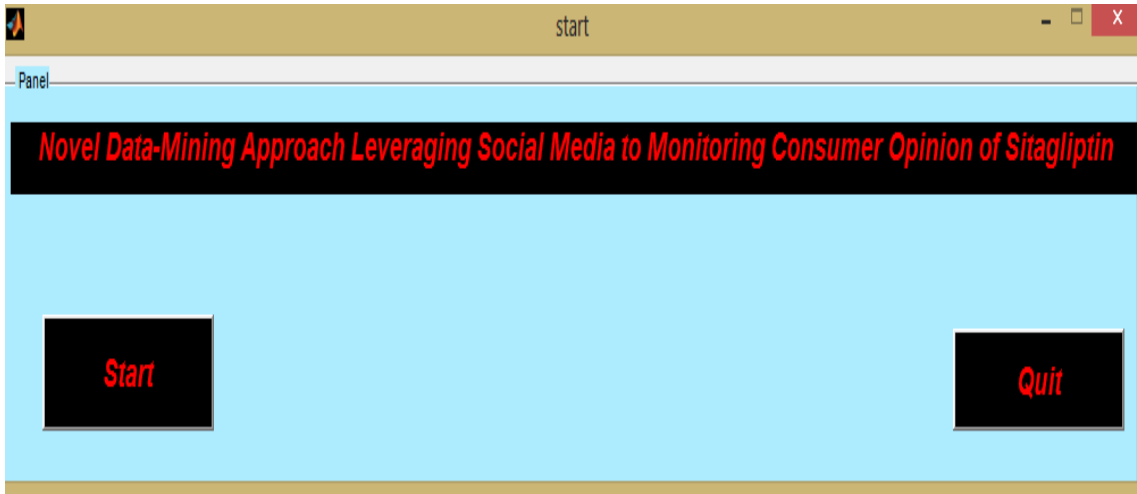 start
X
Panel
Novel Data-Mining Approach Leveraging Social Media to Monitoring Consumer Opinion of Sitagliptin
Start
Quit